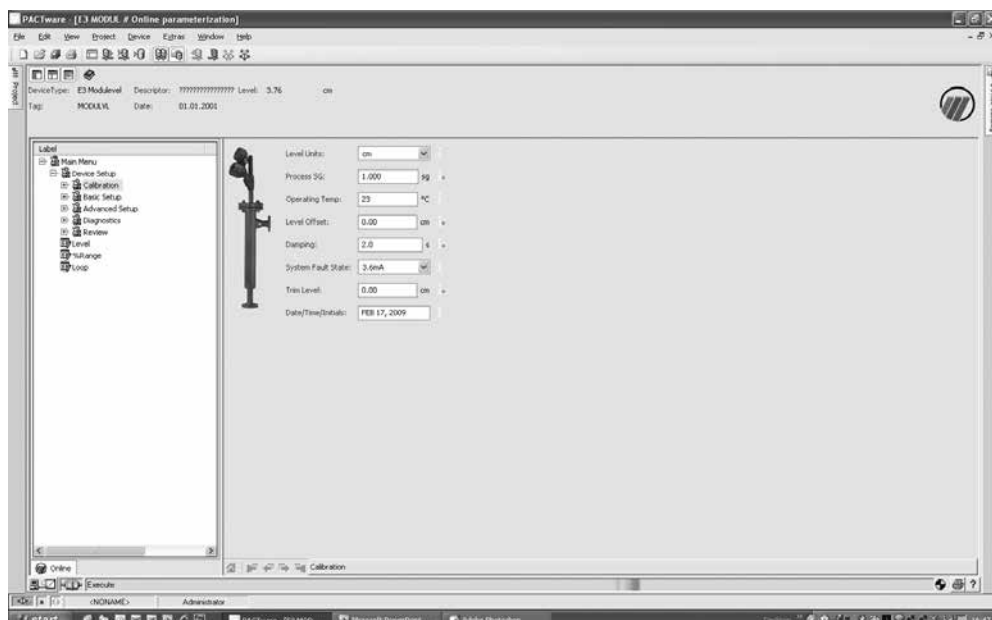 PACTware - [E3 MODUL # Online parameterization]
File Edit View Project Device Extras Window Help
Project
DeviceType: E3 Modulevel Descriptor: ???????????????? Level: 3.76 cm
Tag: MODULVL Date: 01.01.2001
Label
Main Menu
Device Setup
Calibration
Basic Setup
Advanced Setup
Diagnostics
Review
Level
%Range
Loop
Level Units: cm
Process SG: 1.000 sg
Operating Temp: 23 °C
Level Offset: 0.00 cm
Damping: 2.0 s
System Fault State: 3.6mA
Trim Level: 0.00 cm
Date/Time/Initials: FEB 17, 2009
Online
Calibration
Execute
<NONAME> Administrator
start